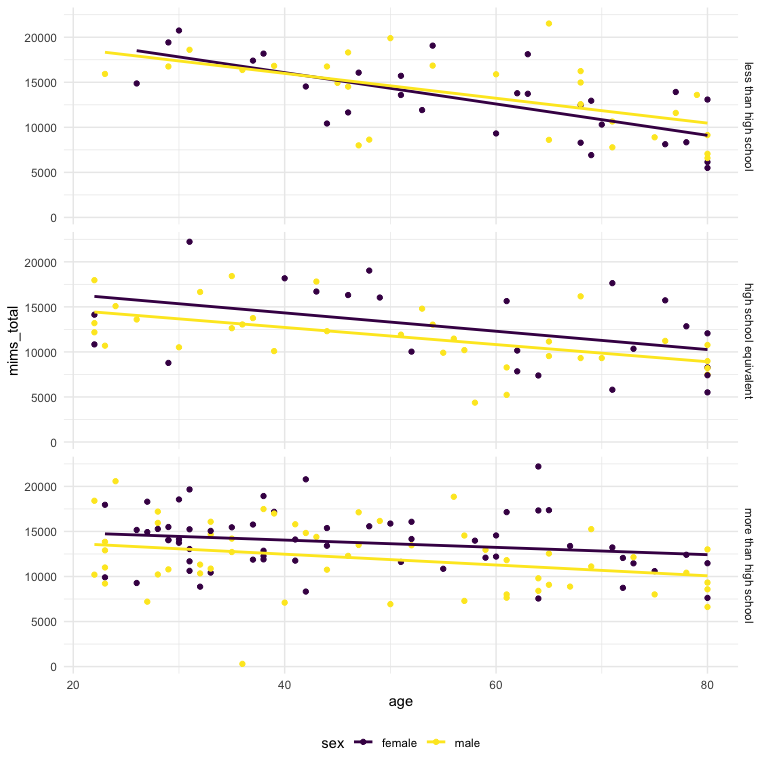 20000
15000
10000
5000
0
less than high school
20000
15000
10000
5000
0
high school equivalent
mims_total
20000
15000
10000
5000
0
more than high school
20 40 60 80
age
sex female male